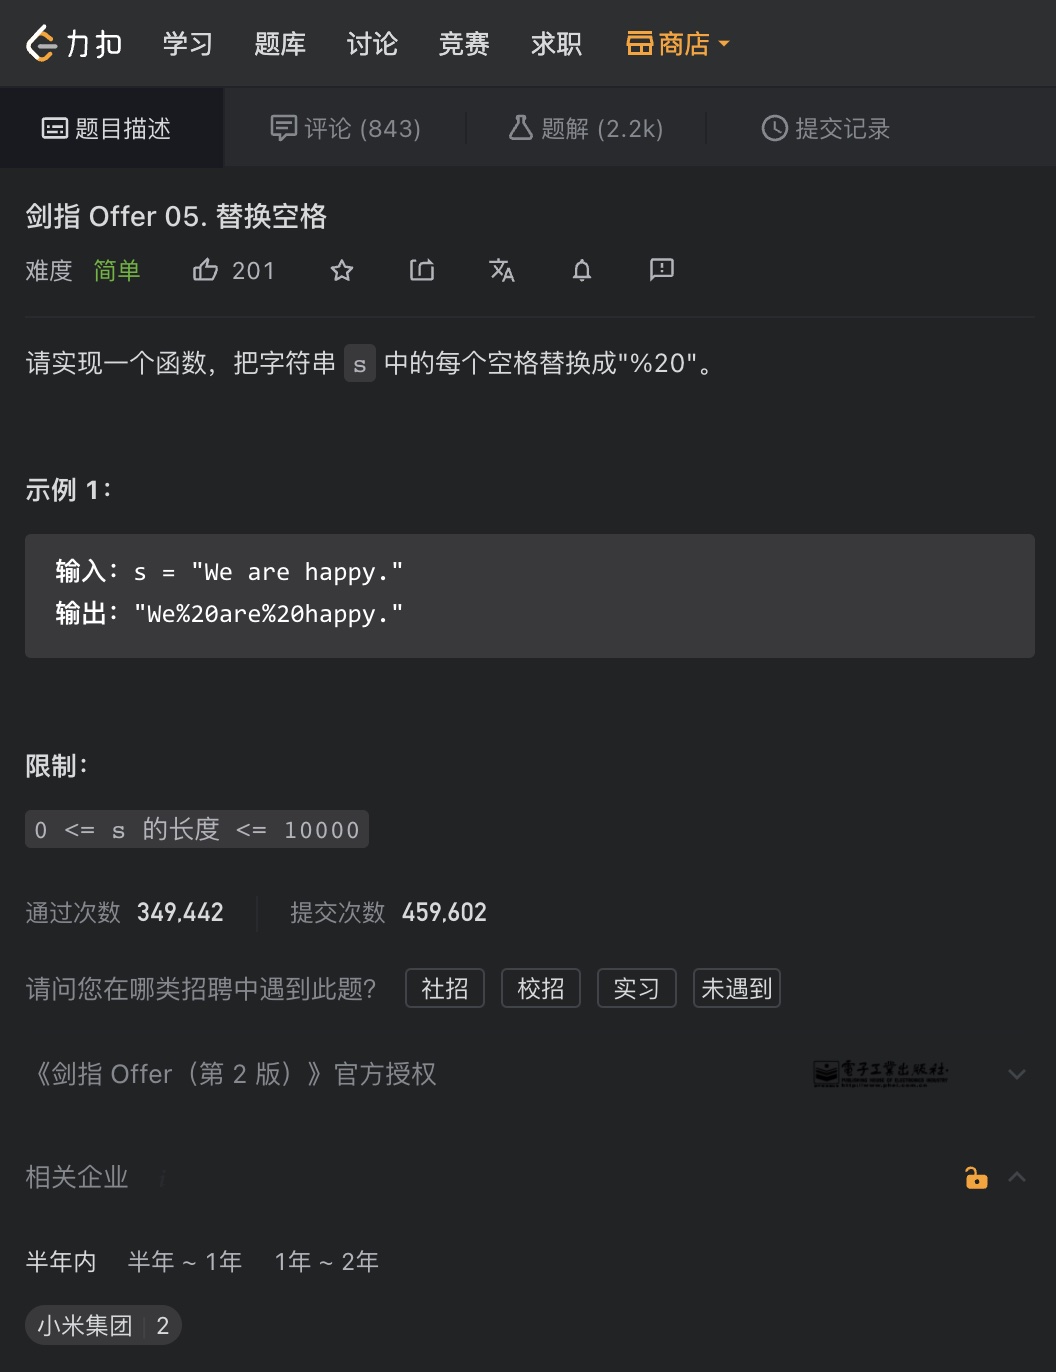 力扣 学习 题库 讨论 竞赛 求职 商店
题目描述 评论 (843) 题解 (2.2k) 提交记录
剑指 Offer 05. 替换空格
难度 简单 201
请实现一个函数，把字符串 s 中的每个空格替换成"%20"。
示例 1：
输入：s = "We are happy."
输出："We%20are%20happy."
限制：
0 <= s 的长度 <= 10000
通过次数 349,442 提交次数 459,602
请问您在哪类招聘中遇到此题? 社招 校招 实习 未遇到
《剑指 Offer（第 2 版）》官方授权 電子工業出版社
相关企业 i
半年内 半年 ~ 1年 1年 ~ 2年
小米集团 2